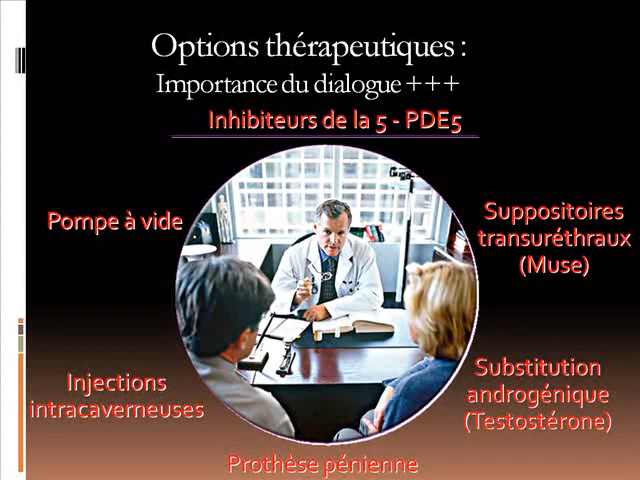 Options thérapeutiques :
Importance du dialogue +++
Inhibiteurs de la 5 - PDE5
Pompe à vide
Suppositoires
transuréthraux
(Muse)
Injections
intracaverneuses
Substitution
androgénique
(Testostérone)
Prothèse pénienne